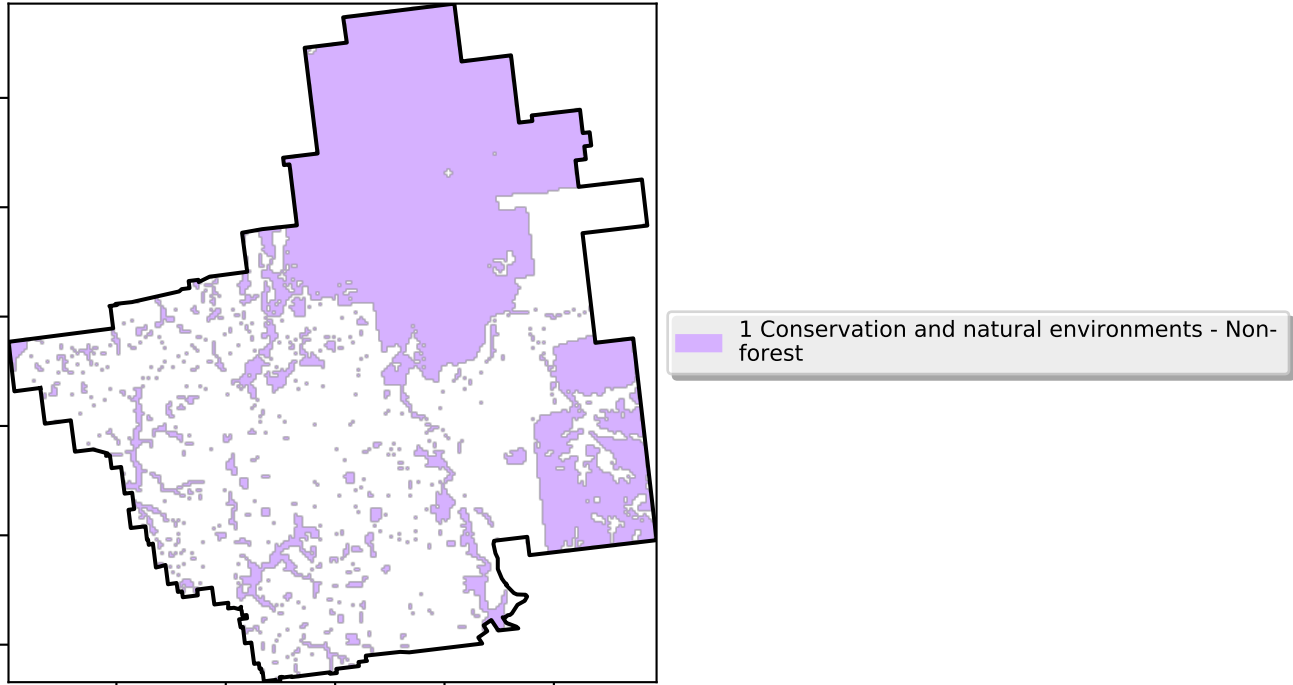 1 Conservation and natural environments - Non-
forest